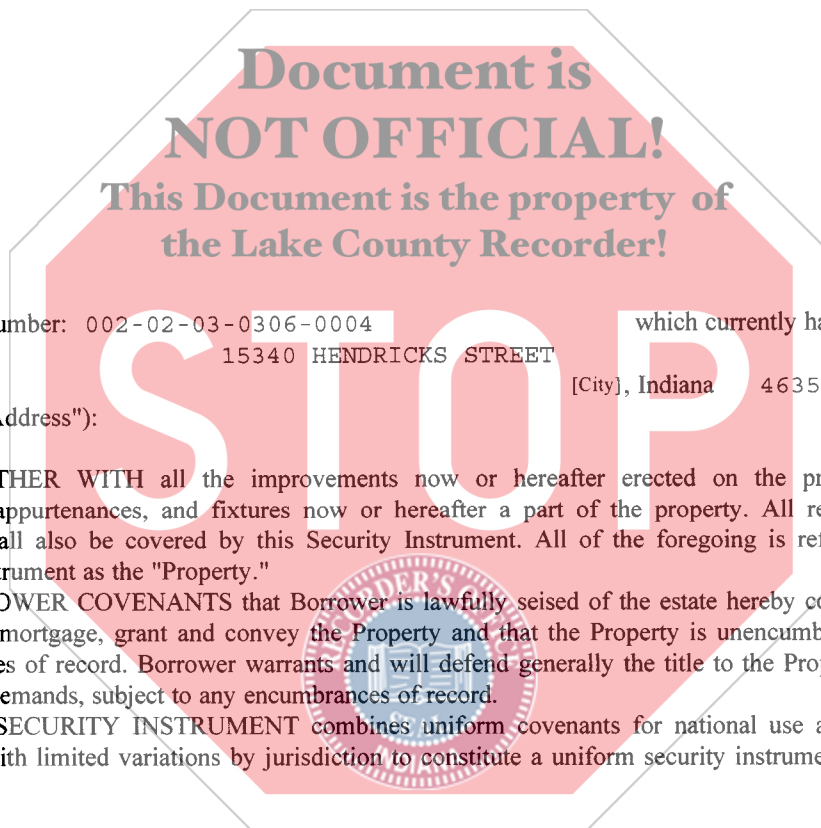 Document is
NOT OFFICIAL!
This Document is the property of
the Lake County Recorder!
umber: 002-02-03-0306-0004 which currently ha
15340 HENDRICKS STREET
[City], Indiana 4635
Address"):
THER WITH all the improvements now or hereafter erected on the pr
appurtenances, and fixtures now or hereafter a part of the property. All re
all also be covered by this Security Instrument. All of the foregoing is ref
trument as the "Property."
OWER COVENANTS that Borrower is lawfully seised of the estate hereby co
mortgage, grant and convey the Property and that the Property is unencumb
es of record. Borrower warrants and will defend generally the title to the Prop
emands, subject to any encumbrances of record.
SECURITY INSTRUMENT combines uniform covenants for national use a
ith limited variations by jurisdiction to constitute a uniform security instrume
STOP
RECORDER'S OFFICE
SEAL
INDIANA